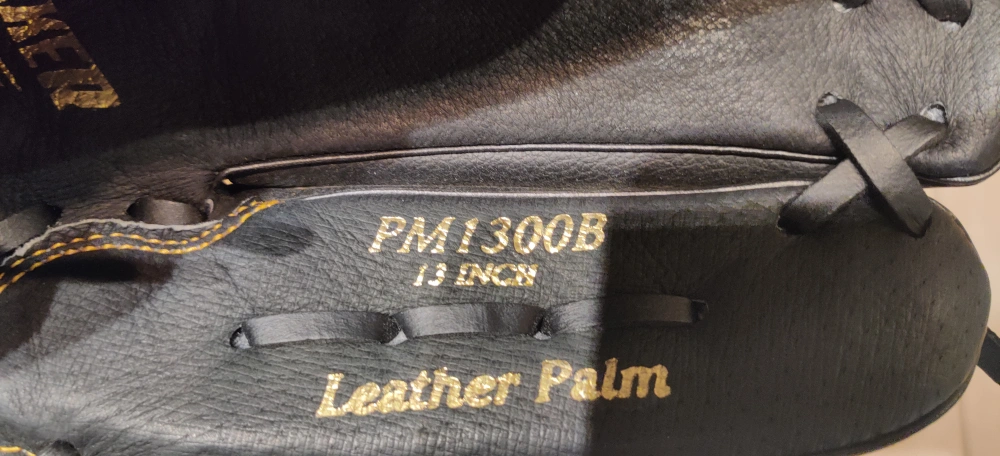 PM1300B
13 INCH
Leather Palm